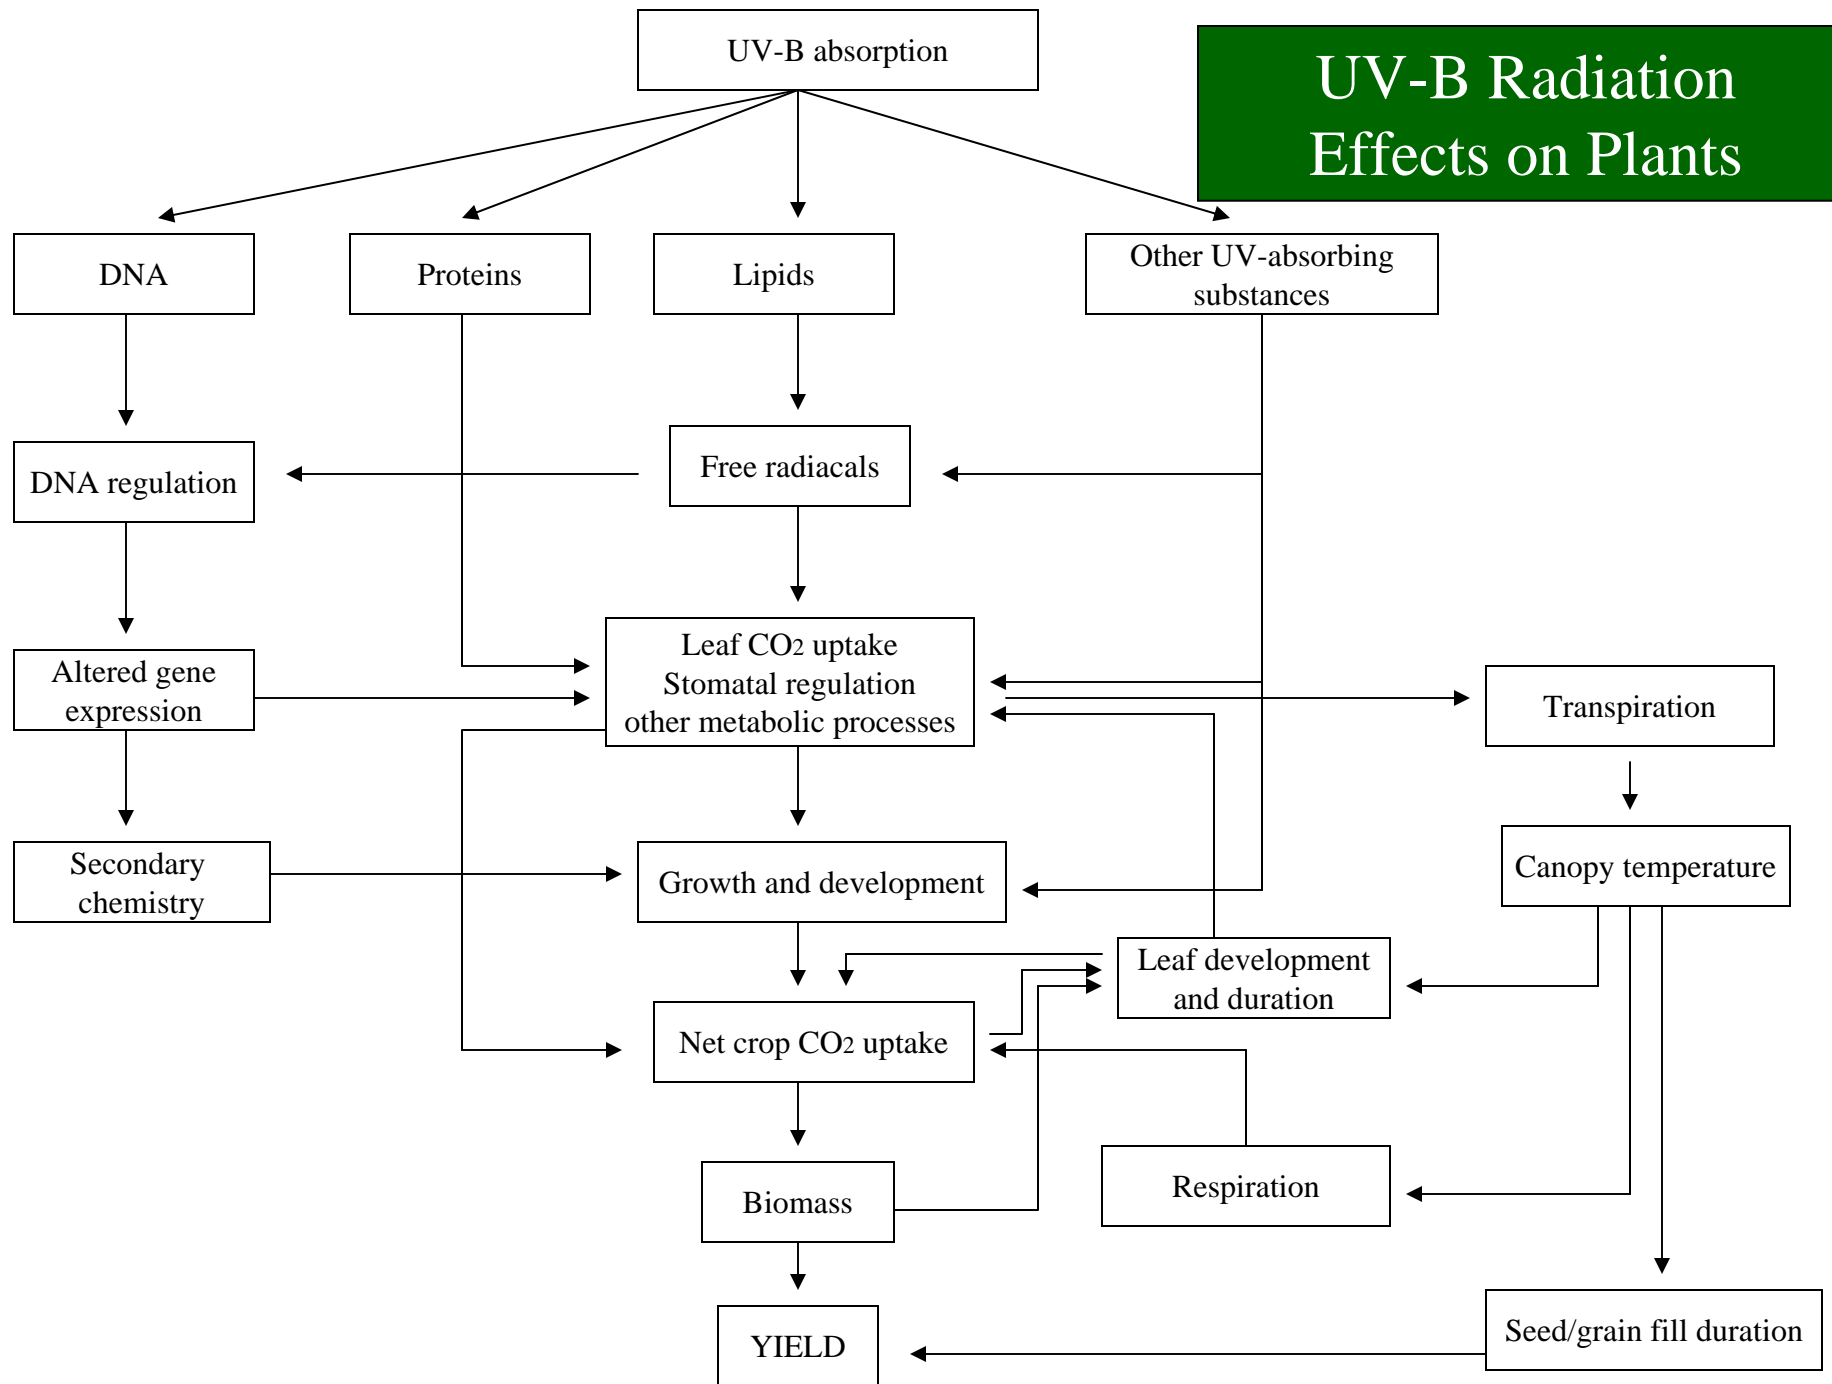 UV-B absorption
UV-B Radiation
Effects on Plants
DNA
Proteins
Lipids
Other UV-absorbing
substances
DNA regulation
Free radiacals
Altered gene
expression
Leaf CO2 uptake
Stomatal regulation
other metabolic processes
Transpiration
Secondary
chemistry
Growth and development
Canopy temperature
Leaf development
and duration
Net crop CO2 uptake
Biomass
Respiration
YIELD
Seed/grain fill duration